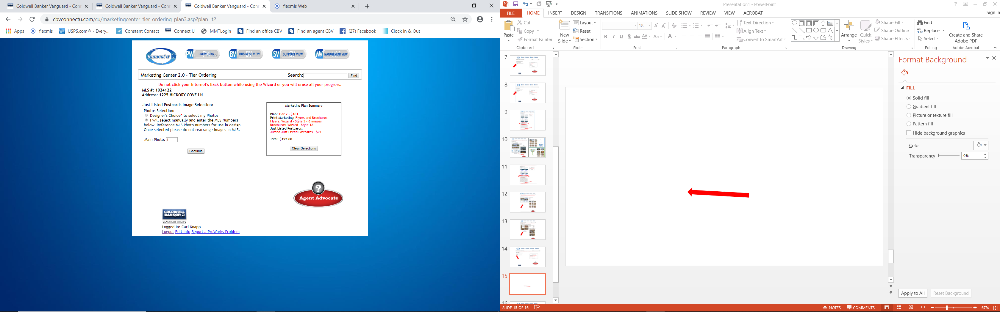 Coldwell Banker Vanguard - Conn
Coldwell Banker Vanguard - Conn
Coldwell Banker Vanguard - Conn
flexmls Web
cbvconnectu.com/cu/marketingcenter_tier_ordering_plan3.asp?plan=t2
Apps flexmls USPS.com® - Every... Constant Contact Connect U MMTLogin Find an office CBV Find an agent CBV (27) Facebook Clock In & Out
connect U
PW PROWORKS BV BUSINESS VIEW SV SUPPORT VIEW MV MANAGEMENT VIEW
Marketing Center 2.0 - Tier Ordering Search: Find
Do not click your Internet's Back button while using the Wizard or you will erase all your progress.
MLS #: 1024122
Address: 1225 HICKORY COVE LN
Just Listed Postcards Image Selection:
Photos Selection:
Designer's Choice* to select my Photos
I will select manually and enter the MLS Numbers
below. Reference MLS Photo numbers for use in design.
Once selected please do not rearrange images in MLS.
Main Photo: 1
Continue
Marketing Plan Summary
Plan: Tier 2 - $101
Print Marketing: Flyers and Brochures
Flyers: Wizard - Style 3 - 6 images
Brochures: Wizard - Style 1A
Just Listed Postcards:
Jumbo Just Listed Postcards - $91
Total: $192.00
Clear Selections
?
Agent Advocate
COLDWELL
BANKER
VANGUARD REALTY
Logged In: Cari Knapp
Logout Edit Info Report a ProWorks Problem
Presentation1 - PowerPoint
FILE HOME INSERT DESIGN TRANSITIONS ANIMATIONS SLIDE SHOW REVIEW VIEW ACROBAT Sign in
Paste
Cut
Copy
Format Painter
Clipboard
New
Slide
Layout
Reset
Section
Slides
18
B I U S abc AV Aa A
Font
Text Direction
Align Text
Convert to SmartArt
Paragraph
Arrange
Quick
Styles
Shape Fill
Shape Outline
Shape Effects
Drawing
Find
Replace
Select
Editing
Create and Share
Adobe PDF
Adobe Acrobat
7
8
9
10
11
12
13
14
15
16
Format Background
FILL
Solid fill
Gradient fill
Picture or texture fill
Pattern fill
Hide background graphics
Color
Transparency 0%
Apply to All Reset Background
SLIDE 15 OF 16 NOTES COMMENTS 67%